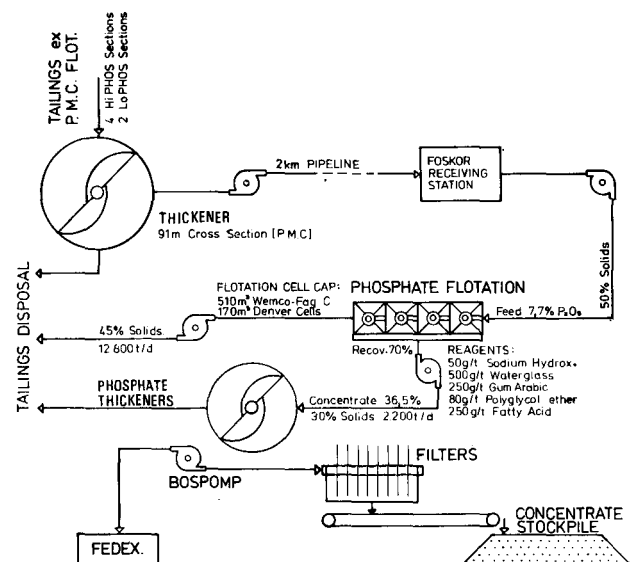 TAILINGS ex
P.M.C. FLOT.
4 HiPHOS Sections
2 LoPHOS Sections
2km PIPELINE
FOSKOR
RECEIVING
STATION
THICKENER
91m Cross Section [PMC]
50% Solids
TAILINGS DISPOSAL
FLOTATION CELL CAP:
510m³ Wemco-Fag C
170m³ Denver Cells
PHOSPHATE FLOTATION
Feed 7,7% P₂O₅
45% Solids.
12 800t/d
Recov.70%
REAGENTS:
50g/t Sodium Hydrox.
500g/t Waterglass
250g/t Gum Arabic
80g/t Polyglycol ether
250g/t Fatty Acid
PHOSPHATE
THICKENERS
Concentrate 36,5%
30% Solids 2.200t/d
BOSPOMP
FILTERS
FEDEX.
CONCENTRATE
STOCKPILE